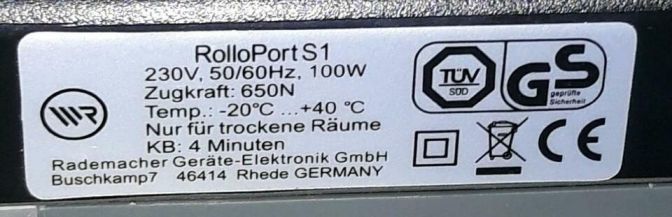 RolloPort S1
230V, 50/60Hz, 100W
Zugkraft: 650N
Temp.: -20°C ...+40 °C
Nur für trockene Räume
KB: 4 Minuten
Rademacher Geräte-Elektronik GmbH
Buschkamp7 46414 Rhede GERMANY
WR
TÜV
SÜD
GS
geprüfte
Sicherheit
CE